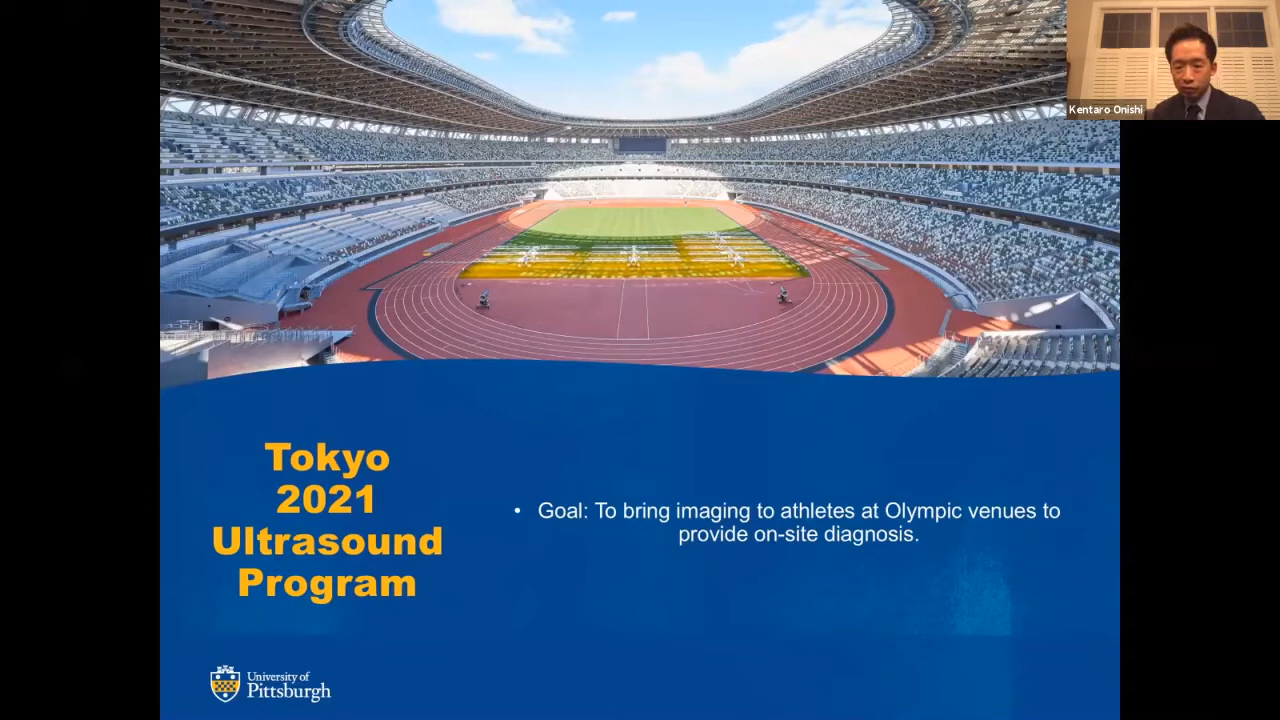 Kentaro Onishi
Tokyo
2021
Ultrasound
Program
• Goal: To bring imaging to athletes at Olympic venues to
provide on-site diagnosis.
University of
Pittsburgh